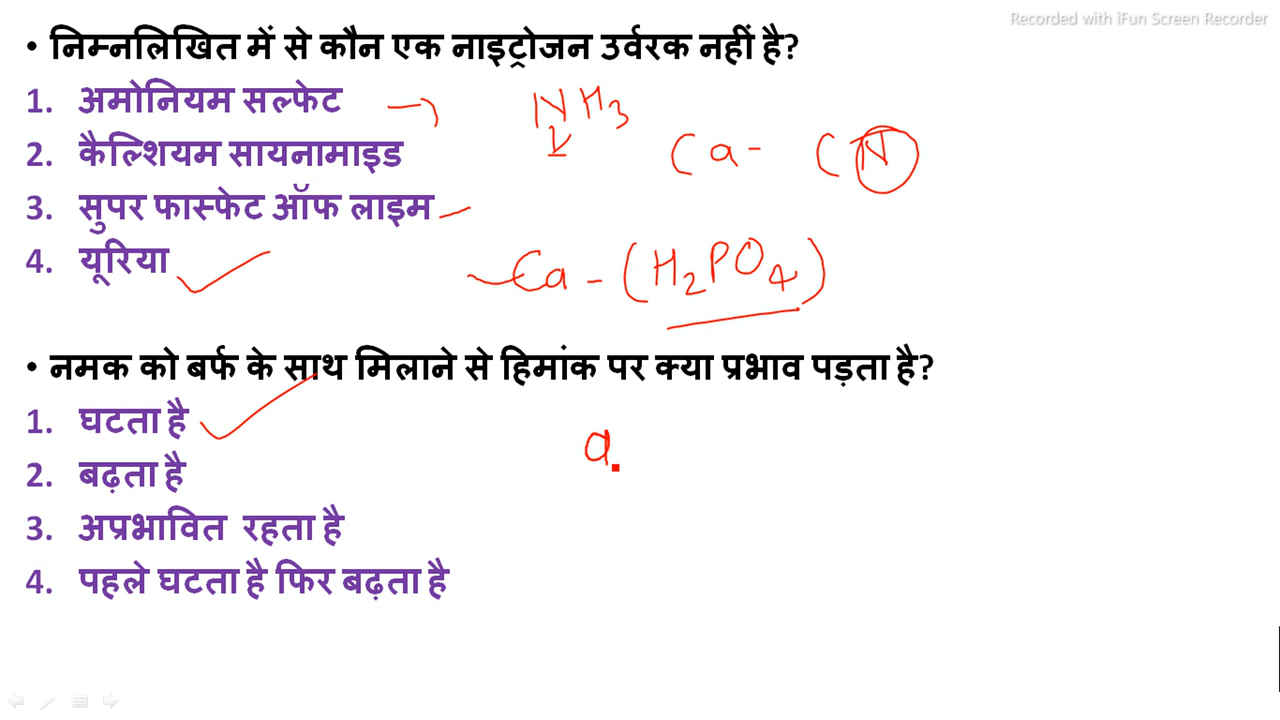 Recorded with iFun Screen Recorder
• निम्नलिखित में से कौन एक नाइट्रोजन उर्वरक नहीं है?
1. अमोनियम सल्फेट NH3
2. कैल्शियम सायनामाइड Ca - CN
3. सुपर फास्फेट ऑफ लाइम
4. यूरिया Ca - (H2PO4)
• नमक को बर्फ के साथ मिलाने से हिमांक पर क्या प्रभाव पड़ता है?
1. घटता है
a.
2. बढ़ता है
3. अप्रभावित रहता है
4. पहले घटता है फिर बढ़ता है